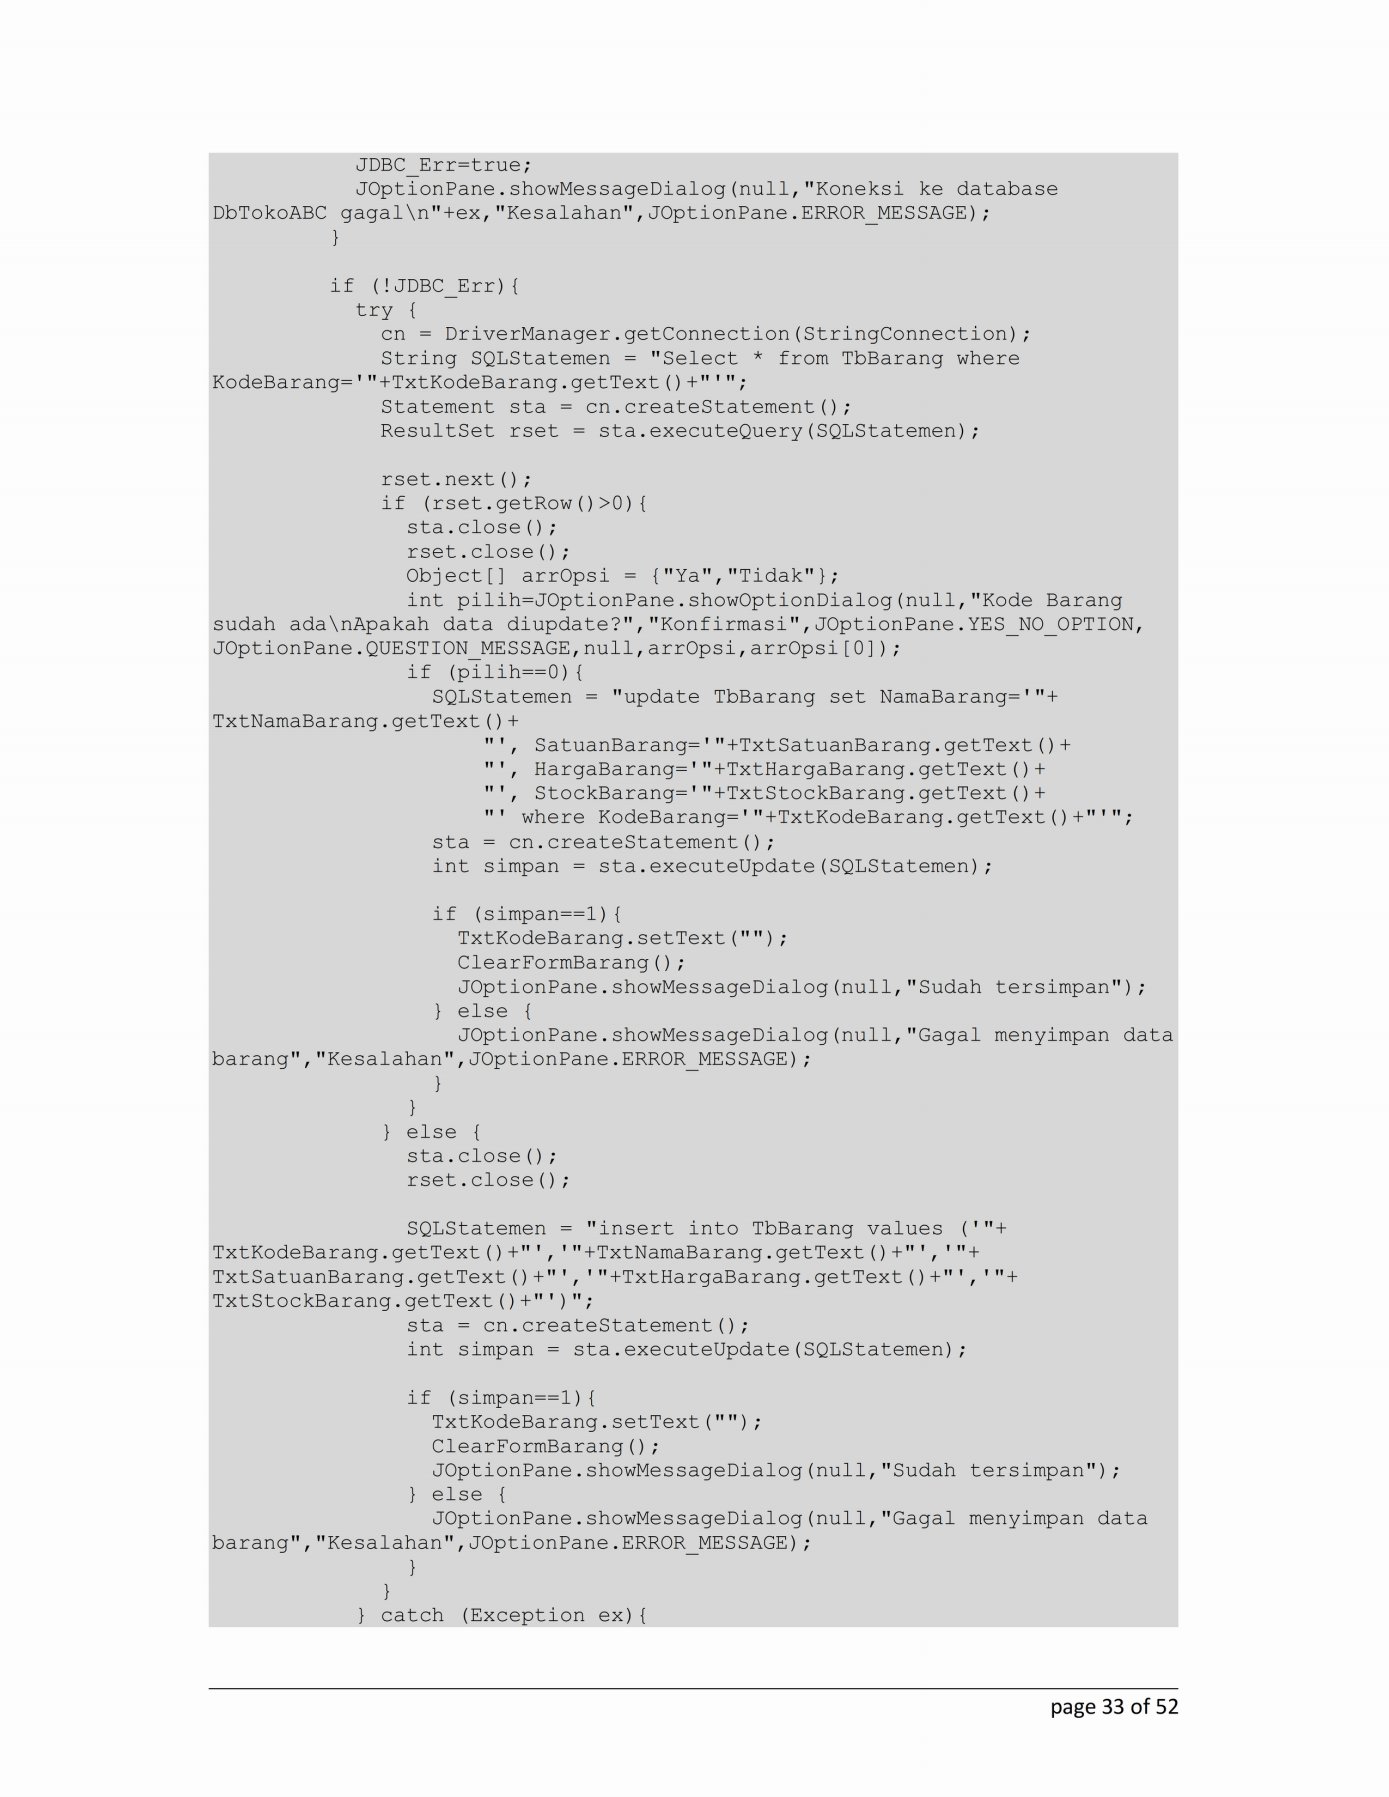 JDBC_Err=true;
JOptionPane.showMessageDialog(null,"Koneksi ke database
DbTokoABC gagal\n"+ex,"Kesalahan",JOptionPane.ERROR_MESSAGE);
}
if (!JDBC_Err){
try {
cn = DriverManager.getConnection(StringConnection);
String SQLStatemen = "Select * from TbBarang where
KodeBarang='"+TxtKodeBarang.getText()+"'";
Statement sta = cn.createStatement();
ResultSet rset = sta.executeQuery(SQLStatemen);
rset.next();
if (rset.getRow()>0){
sta.close();
rset.close();
Object[] arrOpsi = {"Ya","Tidak"};
int pilih=JOptionPane.showOptionDialog(null,"Kode Barang
sudah ada\nApakah data diupdate?","Konfirmasi",JOptionPane.YES_NO_OPTION,
JOptionPane.QUESTION_MESSAGE,null,arrOpsi,arrOpsi[0]);
if (pilih==0){
SQLStatemen = "update TbBarang set NamaBarang='"+
TxtNamaBarang.getText()+
"', SatuanBarang='"+TxtSatuanBarang.getText()+
"', HargaBarang='"+TxtHargaBarang.getText()+
"', StockBarang='"+TxtStockBarang.getText()+
"' where KodeBarang='"+TxtKodeBarang.getText()+"'";
sta = cn.createStatement();
int simpan = sta.executeUpdate(SQLStatemen);
if (simpan==1){
TxtKodeBarang.setText("");
ClearFormBarang();
JOptionPane.showMessageDialog(null,"Sudah tersimpan");
} else {
JOptionPane.showMessageDialog(null,"Gagal menyimpan data
barang","Kesalahan",JOptionPane.ERROR_MESSAGE);
}
}
} else {
sta.close();
rset.close();
SQLStatemen = "insert into TbBarang values ('"+
TxtKodeBarang.getText()+"','"+TxtNamaBarang.getText()+"','"+
TxtSatuanBarang.getText()+"','"+TxtHargaBarang.getText()+"','"+
TxtStockBarang.getText()+"')";
sta = cn.createStatement();
int simpan = sta.executeUpdate(SQLStatemen);
if (simpan==1){
TxtKodeBarang.setText("");
ClearFormBarang();
JOptionPane.showMessageDialog(null,"Sudah tersimpan");
} else {
JOptionPane.showMessageDialog(null,"Gagal menyimpan data
barang","Kesalahan",JOptionPane.ERROR_MESSAGE);
}
}
} catch (Exception ex){
page 33 of 52